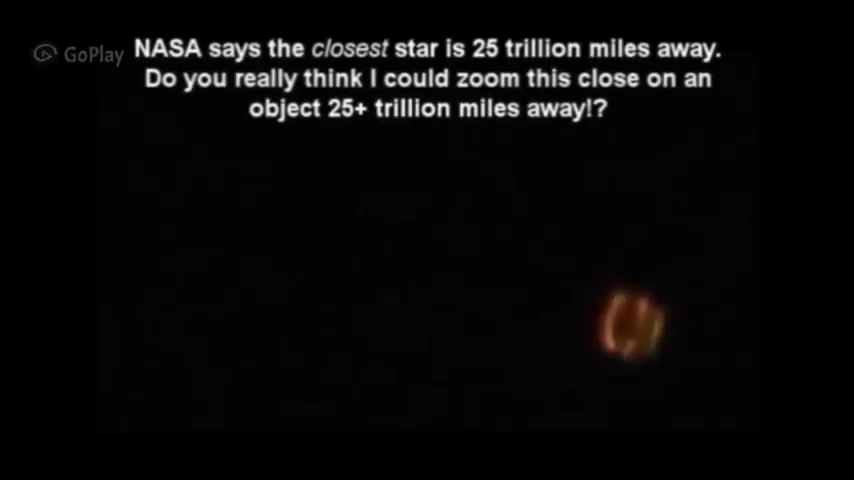 GoPlay
NASA says the closest star is 25 trillion miles away.
Do you really think I could zoom this close on an
object 25+ trillion miles away!?